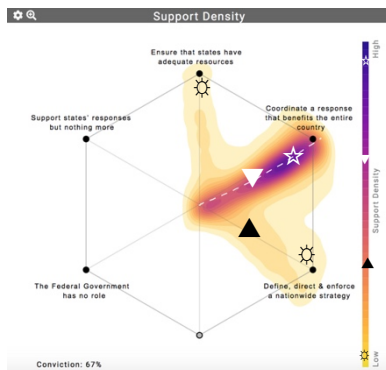 Support Density
Ensure that states have
adequate resources
Support states' responses
but nothing more
Coordinate a response
that benefits the entire
country
The Federal Government
has no role
Define, direct & enforce
a nationwide strategy
Conviction: 67%
High
Support Density
Low